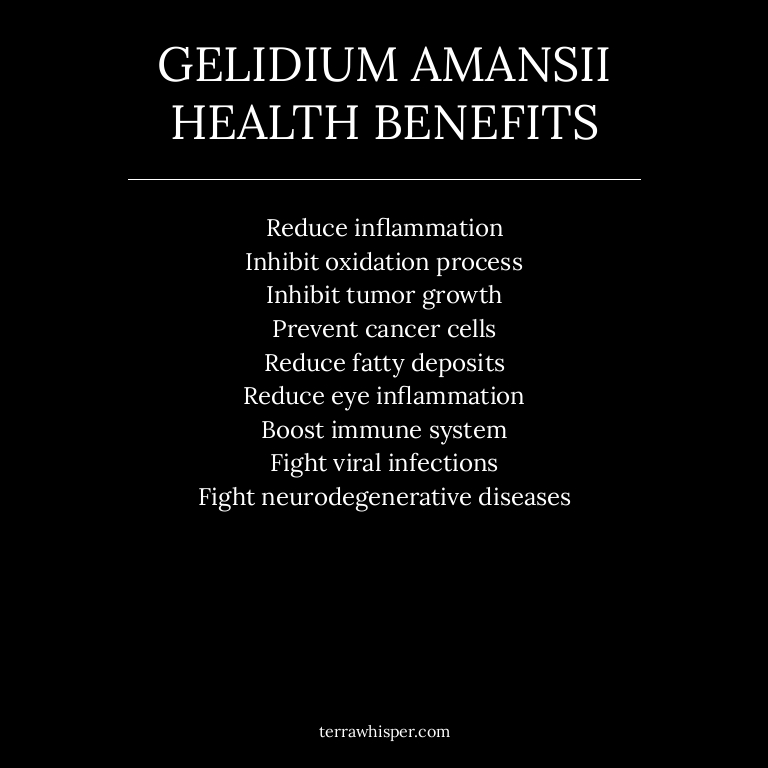 GELIDIUM AMANSII
HEALTH BENEFITS
Reduce inflammation
Inhibit oxidation process
Inhibit tumor growth
Prevent cancer cells
Reduce fatty deposits
Reduce eye inflammation
Boost immune system
Fight viral infections
Fight neurodegenerative diseases
terrawhisper.com